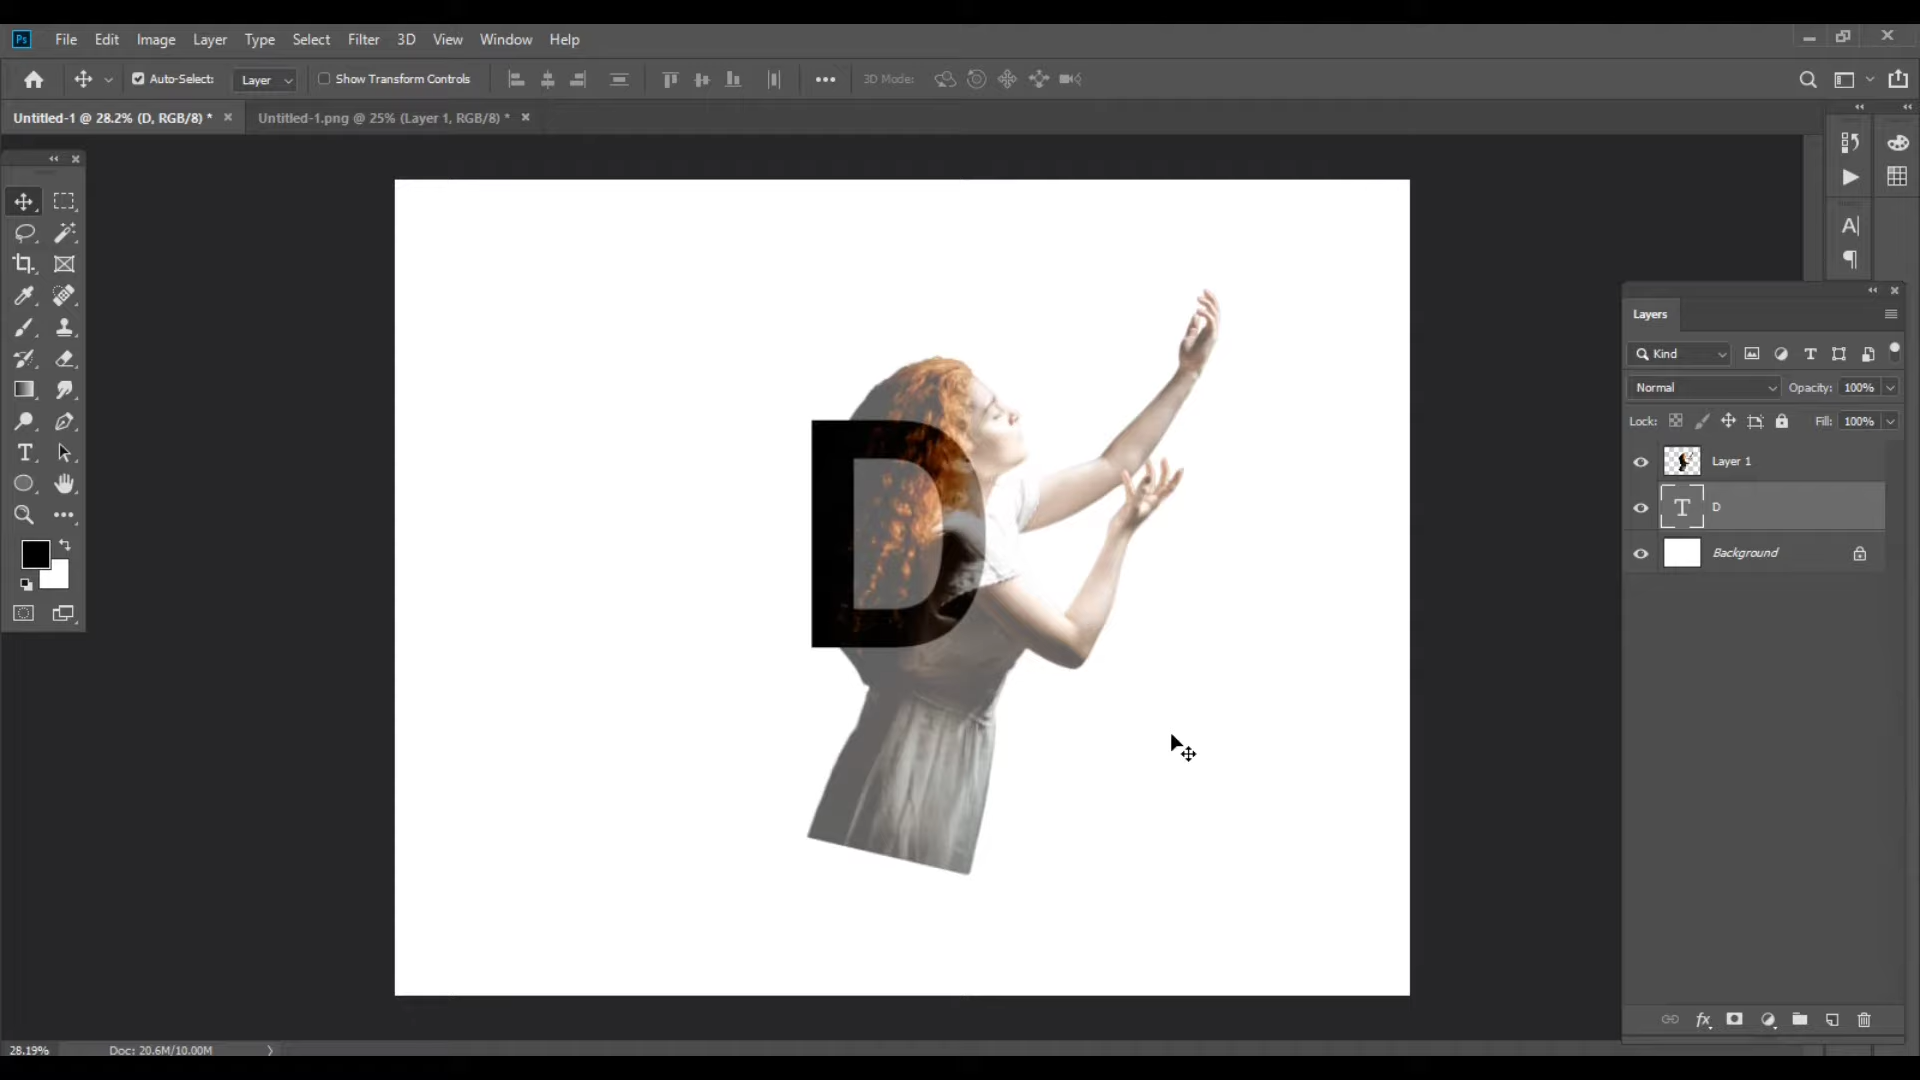 Ps File Edit Image Layer Type Select Filter 3D View Window Help
Auto-Select: Layer Show Transform Controls 3D Mode:
Untitled-1 @ 28.2% (D, RGB/8) * Untitled-1.png @ 25% (Layer 1, RGB/8) *
Layers
Kind
Normal Opacity: 100%
Lock: Fill: 100%
Layer 1
D
Background
D
28.19% Doc: 20.6M/10.00M